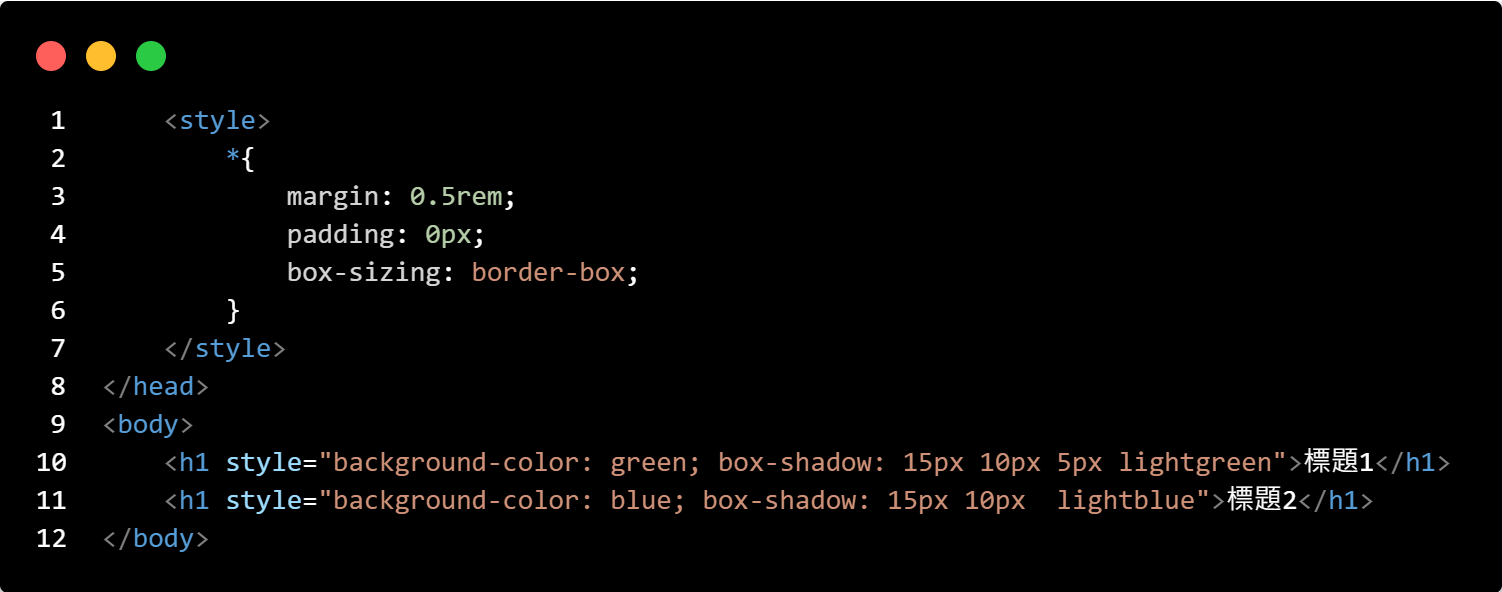 1     <style>
2         *{
3             margin: 0.5rem;
4             padding: 0px;
5             box-sizing: border-box;
6         }
7     </style>
8 </head>
9 <body>
10     <h1 style="background-color: green; box-shadow: 15px 10px 5px lightgreen">標題1</h1>
11     <h1 style="background-color: blue; box-shadow: 15px 10px  lightblue">標題2</h1>
12 </body>